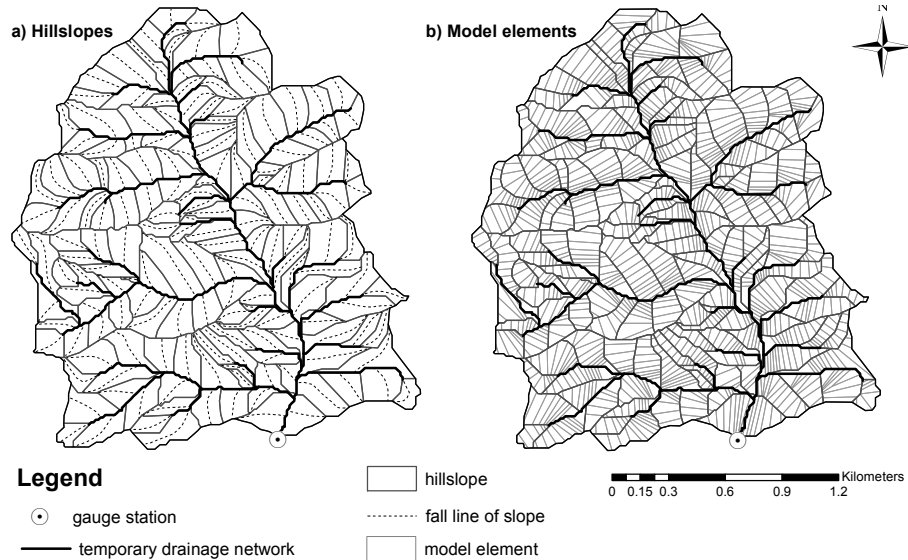 N
a) Hillslopes
b) Model elements
Legend
gauge station
temporary drainage network
hillslope
fall line of slope
model element
Kilometers
0 0.15 0.3 0.6 0.9 1.2